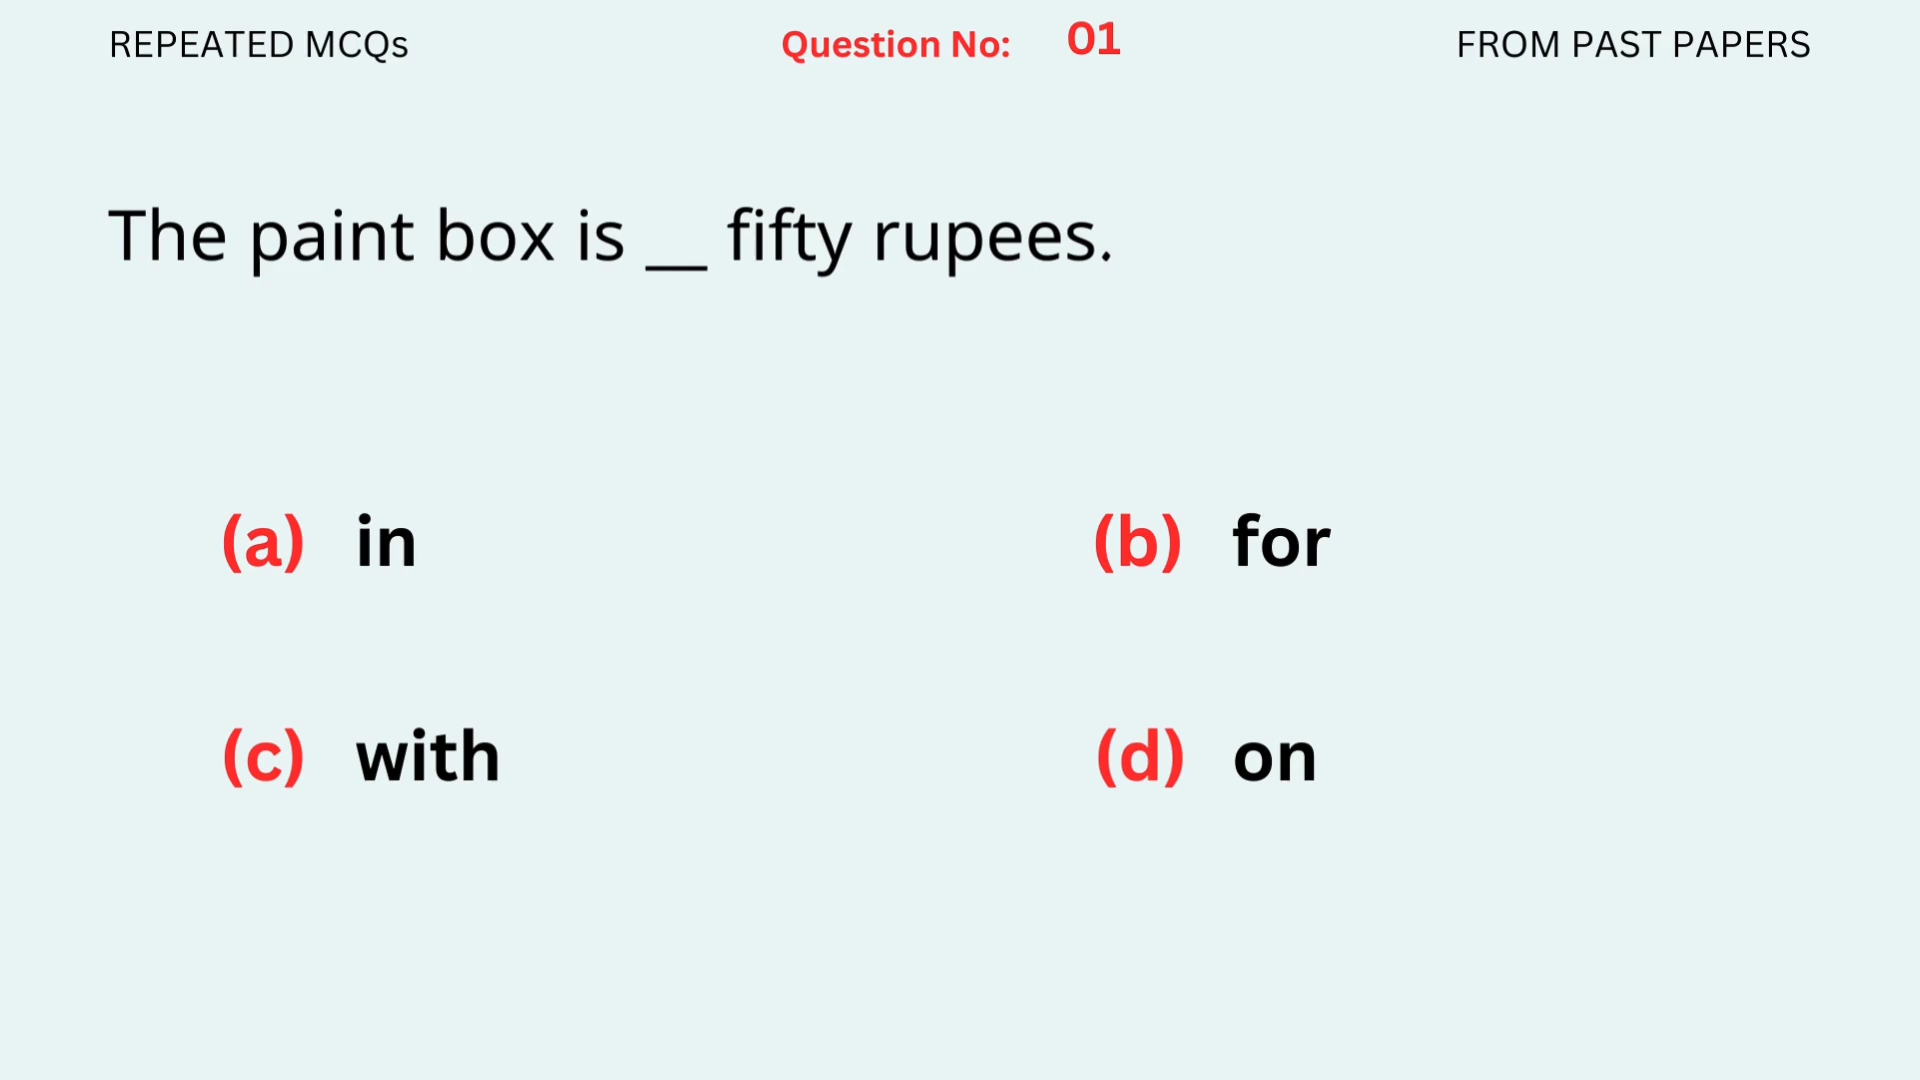 REPEATED MCQs
Question No: 01
FROM PAST PAPERS
The paint box is __ fifty rupees.
(a) in
(b) for
(c) with
(d) on